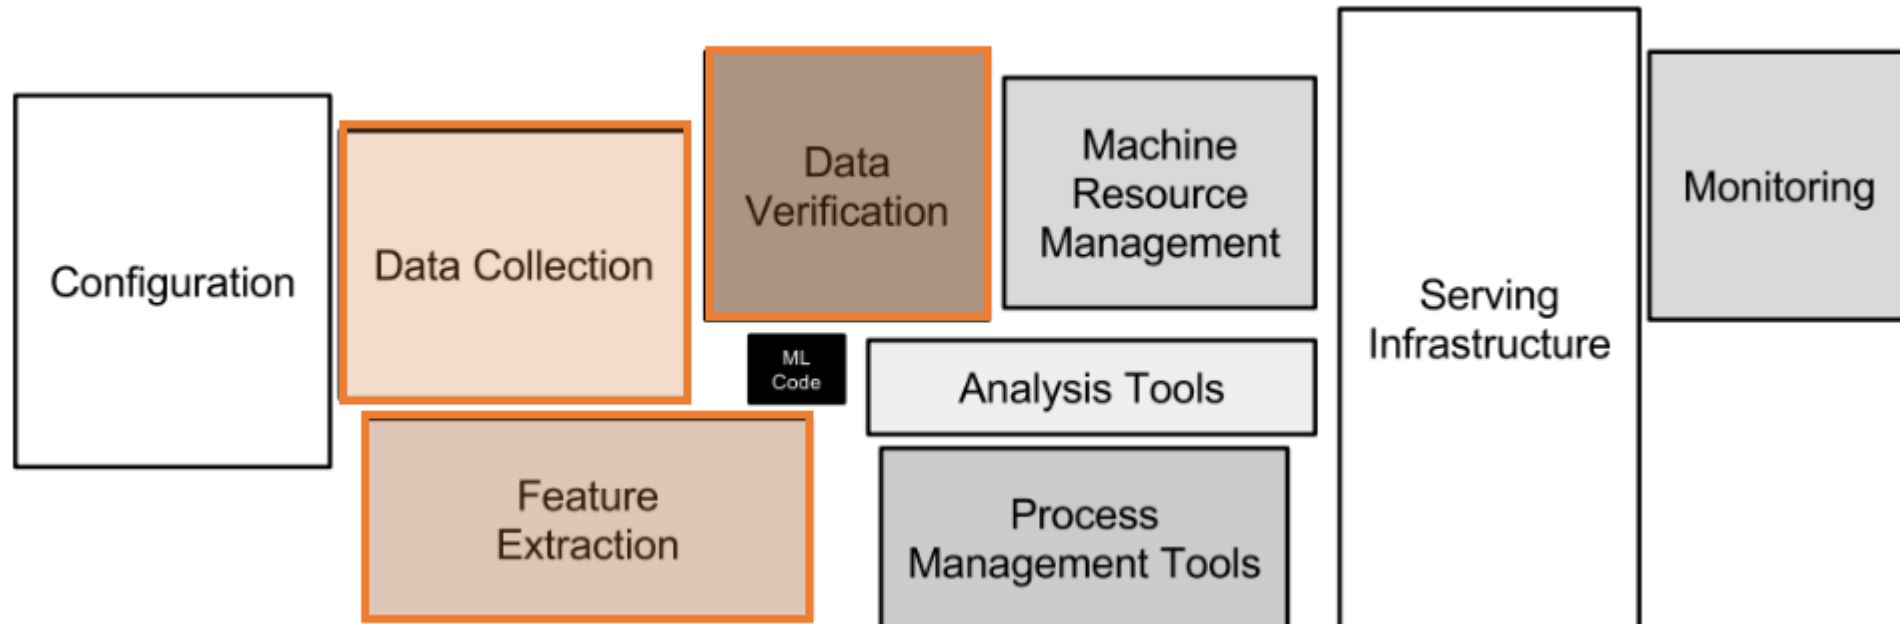 Configuration
Data Collection
Feature
Extraction
Data
Verification
ML
Code
Machine
Resource
Management
Analysis Tools
Process
Management Tools
Serving
Infrastructure
Monitoring